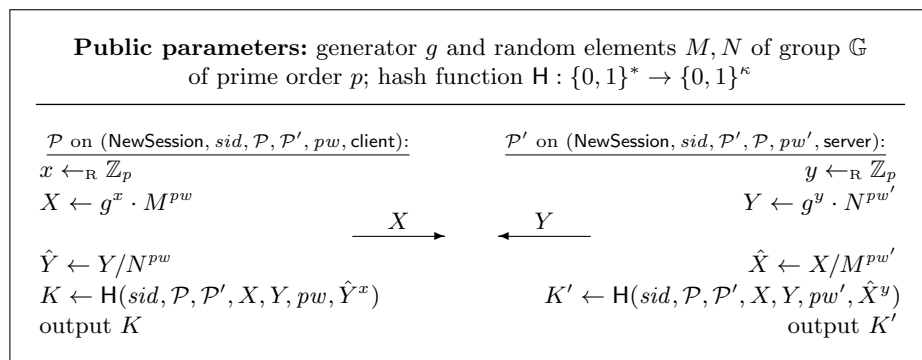 Public parameters: generator g and random elements M, N of group 𝔾
of prime order p; hash function H : {0, 1}* → {0, 1}^κ
𝒫 on (NewSession, sid, 𝒫, 𝒫′, pw, client):
𝒫′ on (NewSession, sid, 𝒫′, 𝒫, pw′, server):
x ←_R ℤ_p
y ←_R ℤ_p
X ← g^x · M^pw
Y ← g^y · N^pw′
X
Y
Ŷ ← Y/N^pw
X̂ ← X/M^pw′
K ← H(sid, 𝒫, 𝒫′, X, Y, pw, Ŷ^x)
K′ ← H(sid, 𝒫, 𝒫′, X, Y, pw′, X̂^y)
output K
output K′